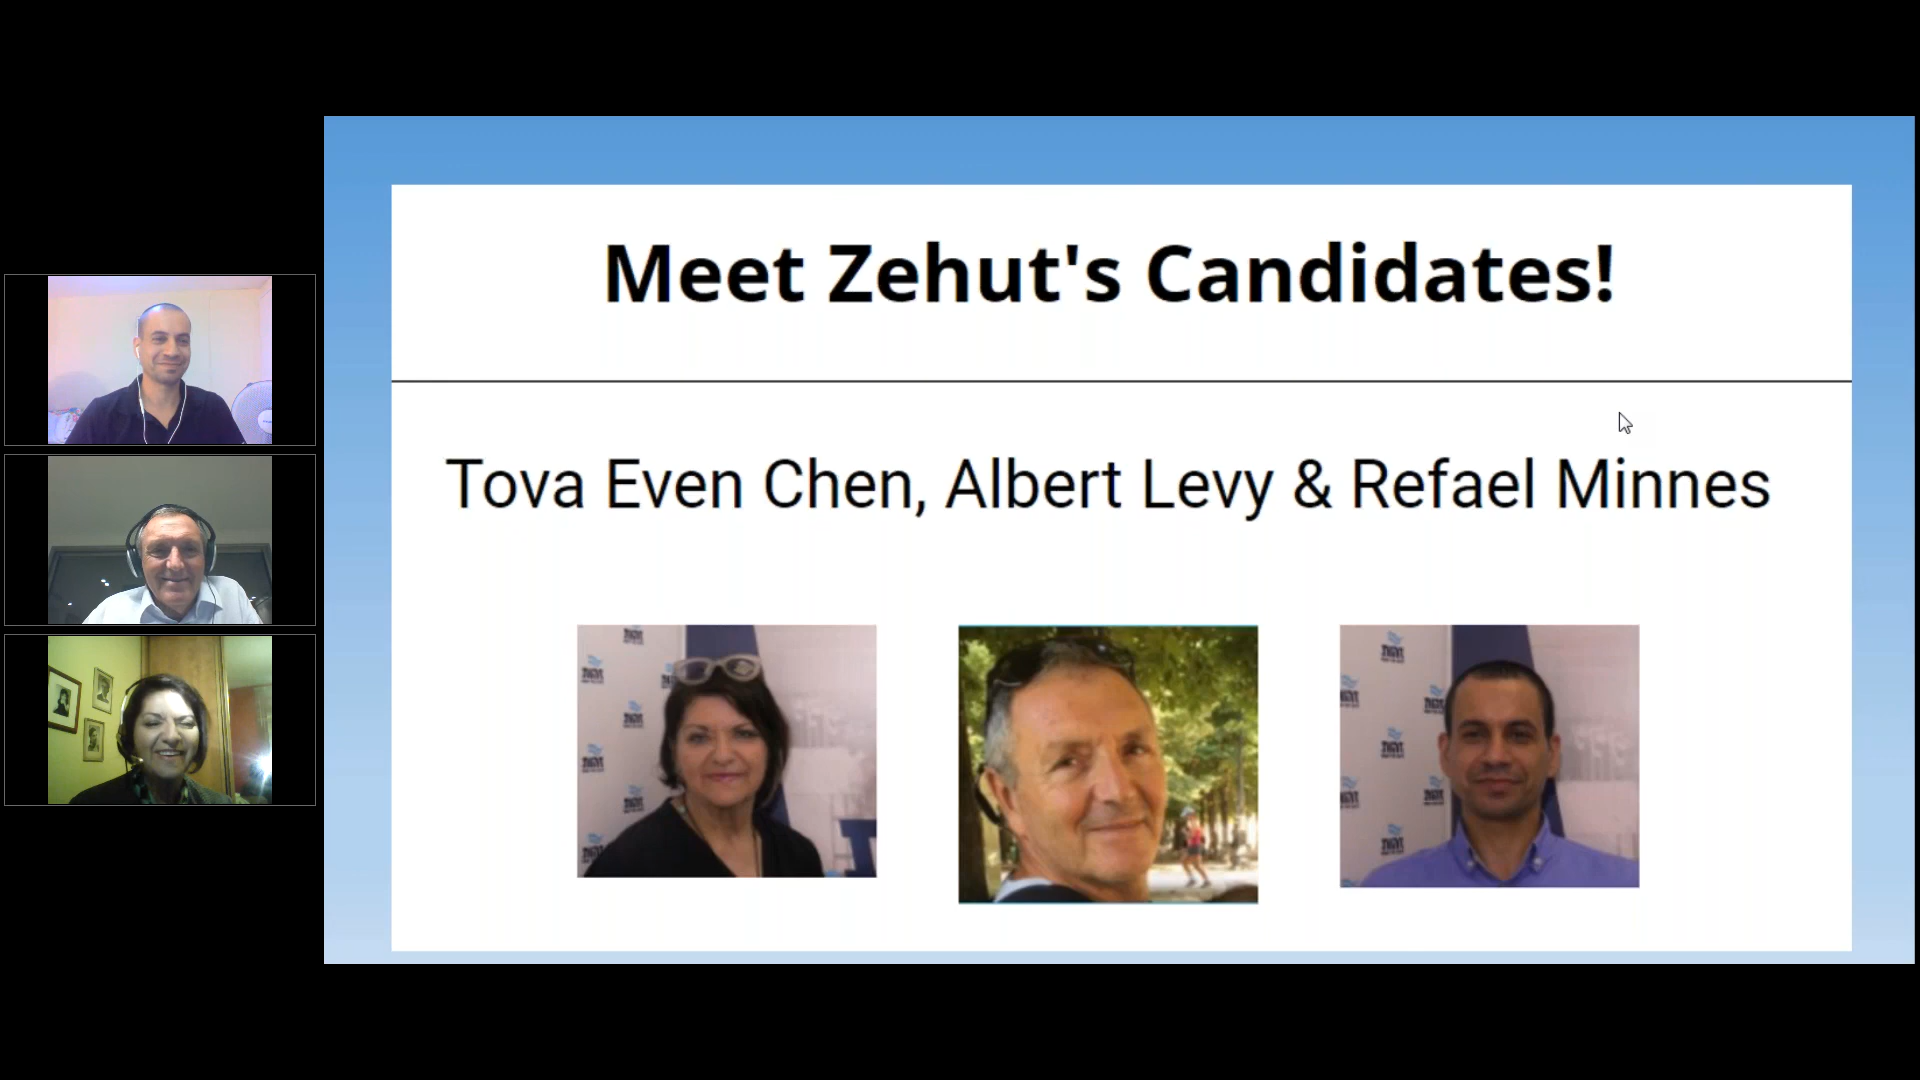 Meet Zehut's Candidates!
Tova Even Chen, Albert Levy & Refael Minnes